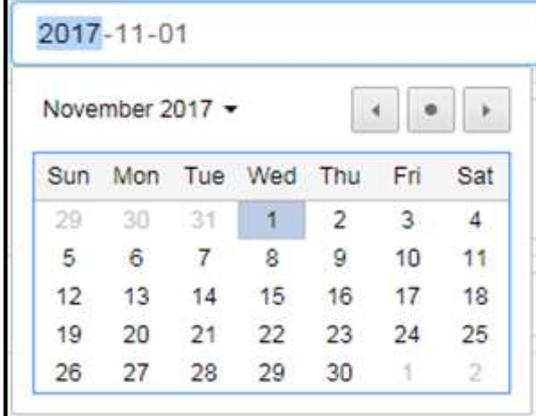 2017-11-01
November 2017
Sun Mon Tue Wed Thu Fri Sat
29 30 31 1 2 3 4
5 6 7 8 9 10 11
12 13 14 15 16 17 18
19 20 21 22 23 24 25
26 27 28 29 30 1 2